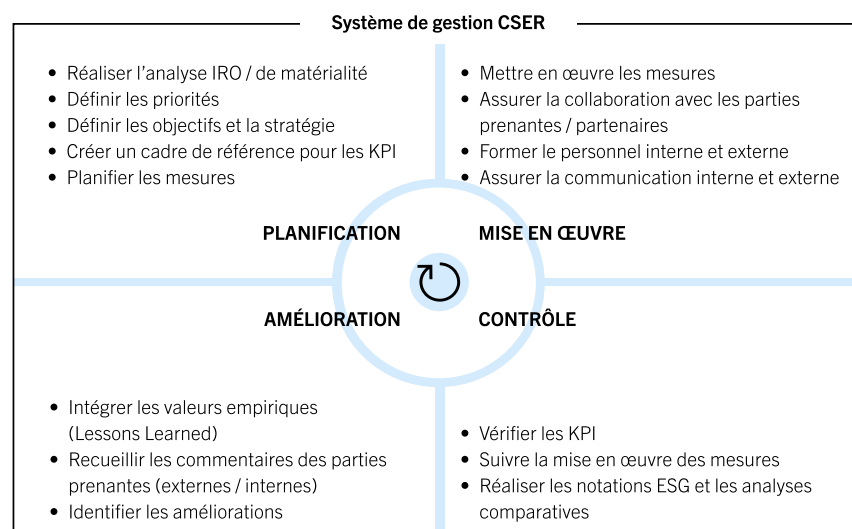 Système de gestion CSER
• Réaliser l’analyse IRO / de matérialité
• Définir les priorités
• Définir les objectifs et la stratégie
• Créer un cadre de référence pour les KPI
• Planifier les mesures
• Mettre en œuvre les mesures
• Assurer la collaboration avec les parties
prenantes / partenaires
• Former le personnel interne et externe
• Assurer la communication interne et externe
PLANIFICATION
MISE EN ŒUVRE
AMÉLIORATION
CONTRÔLE
• Intégrer les valeurs empiriques
(Lessons Learned)
• Recueillir les commentaires des parties
prenantes (externes / internes)
• Identifier les améliorations
• Vérifier les KPI
• Suivre la mise en œuvre des mesures
• Réaliser les notations ESG et les analyses
comparatives